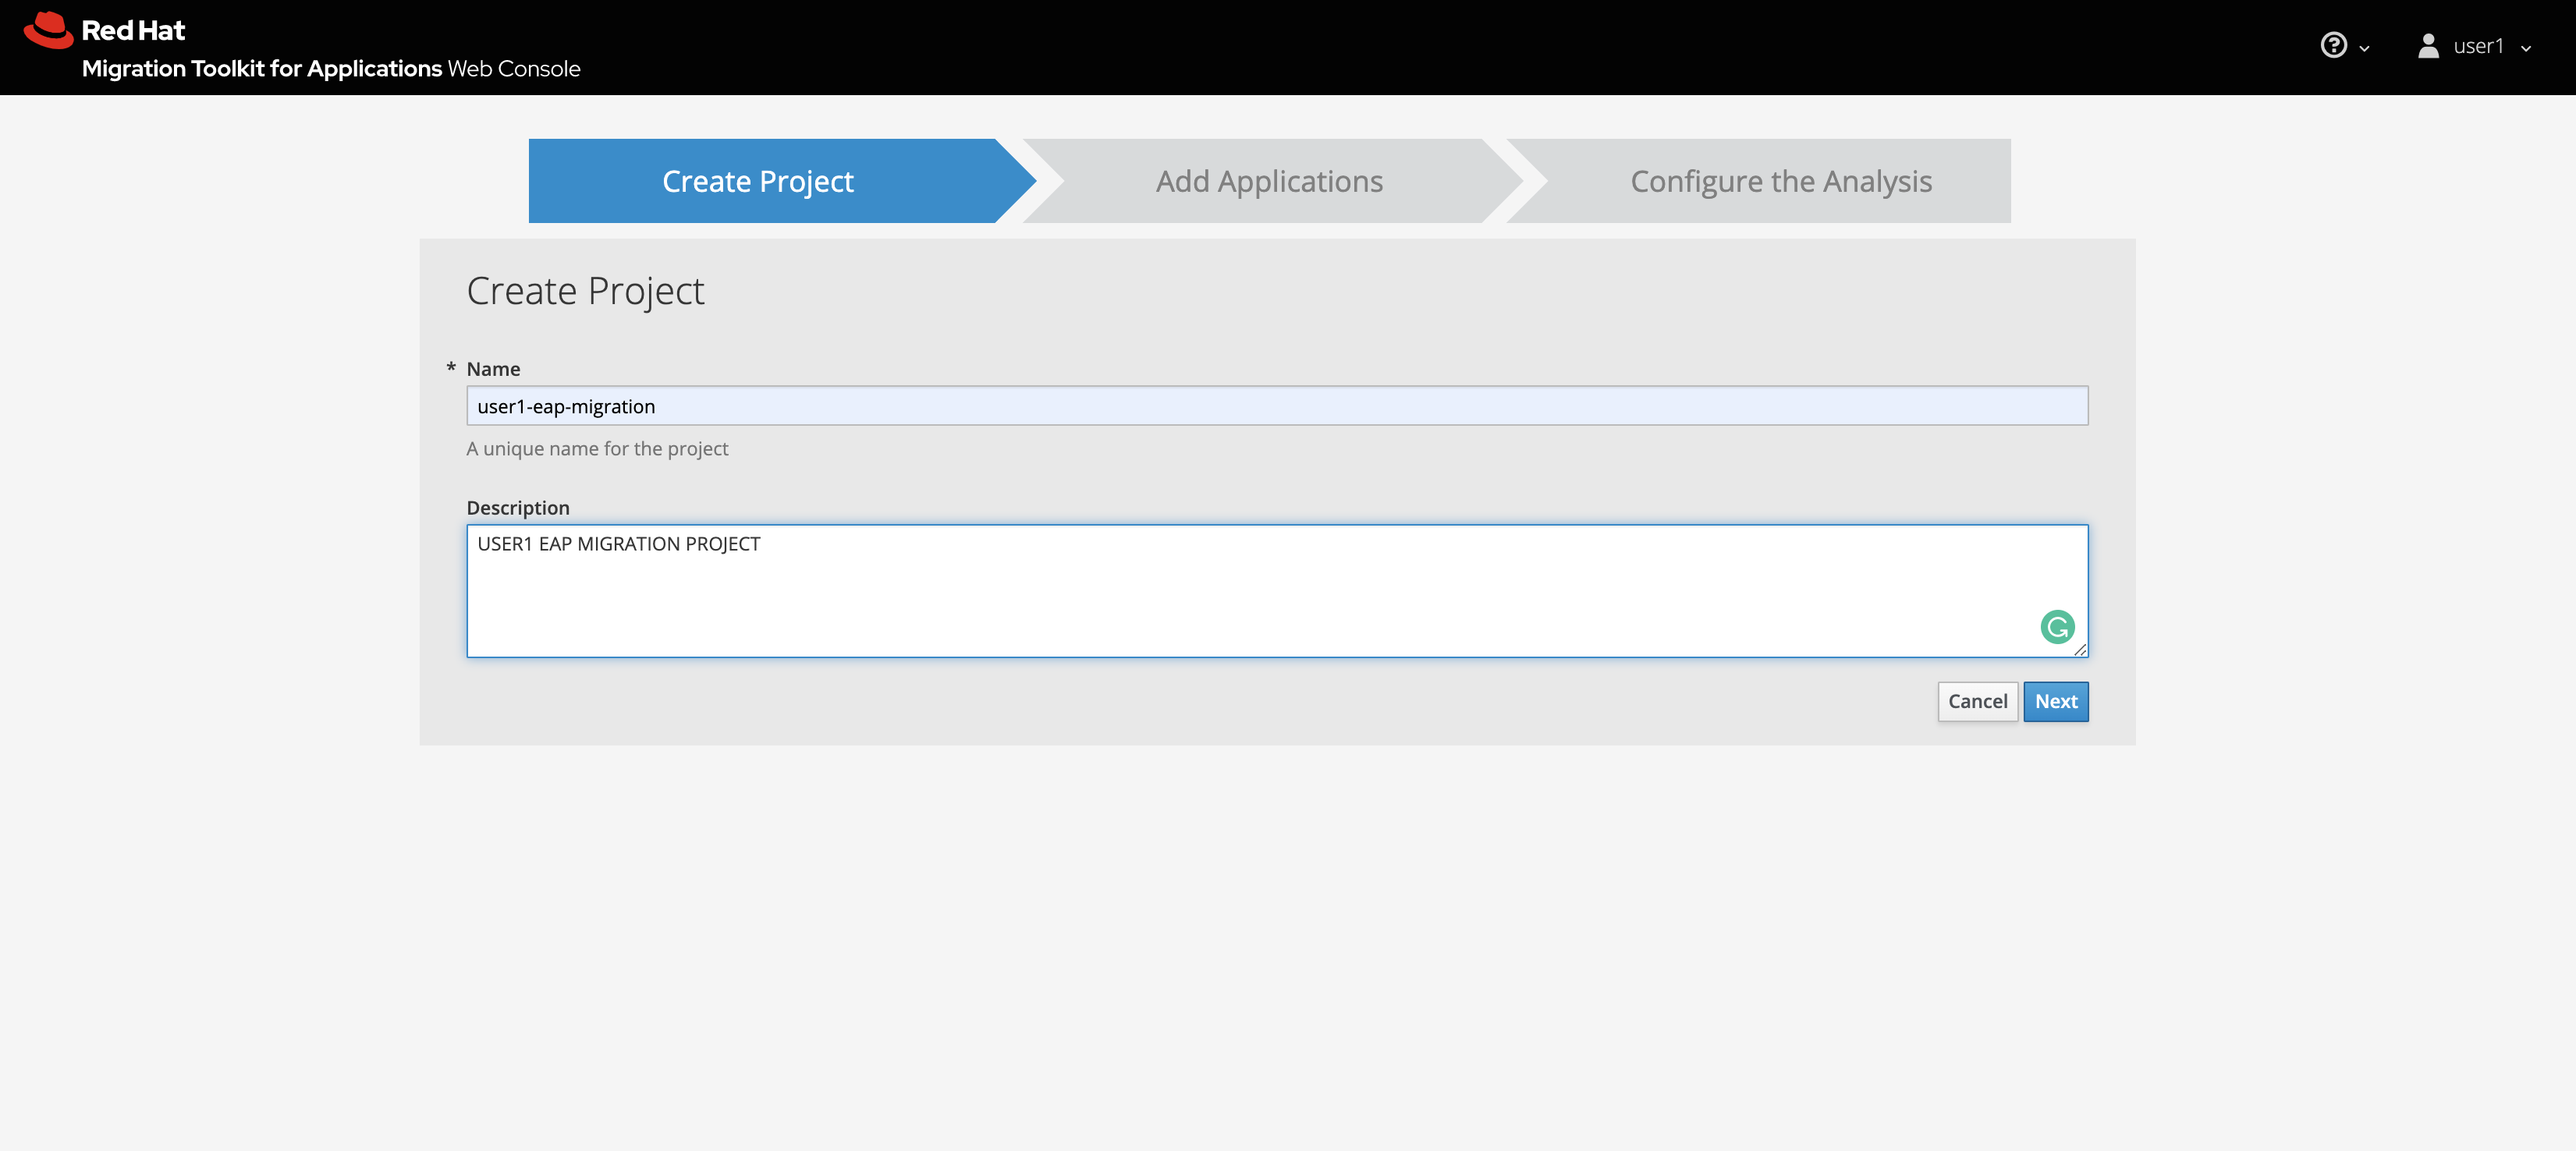 Red Hat
Migration Toolkit for Applications Web Console
user1
Create Project
Add Applications
Configure the Analysis
Create Project
* Name
user1-eap-migration
A unique name for the project
Description
USER1 EAP MIGRATION PROJECT
Cancel
Next